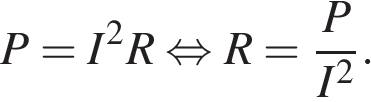 P = I²R ⇔ R = P/I².